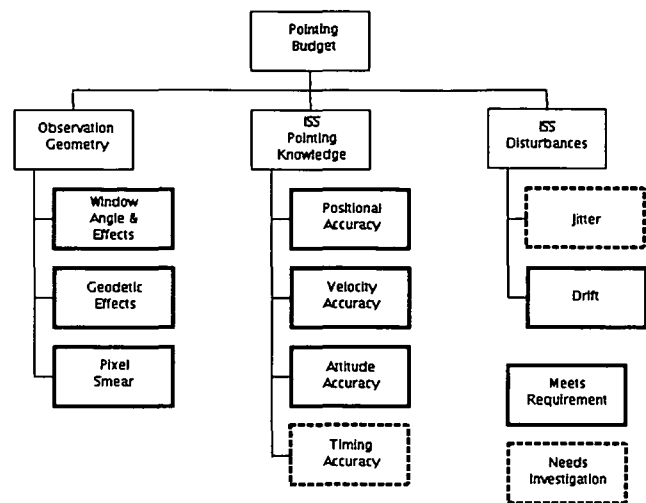 Pointing
Budget
Observation
Geometry
ISS
Pointing
Knowledge
ISS
Disturbances
Window
Angle &
Effects
Geodetic
Effects
Pixel
Smear
Positional
Accuracy
Velocity
Accuracy
Attitude
Accuracy
Timing
Accuracy
Jitter
Drift
Meets
Requirement
Needs
Investigation